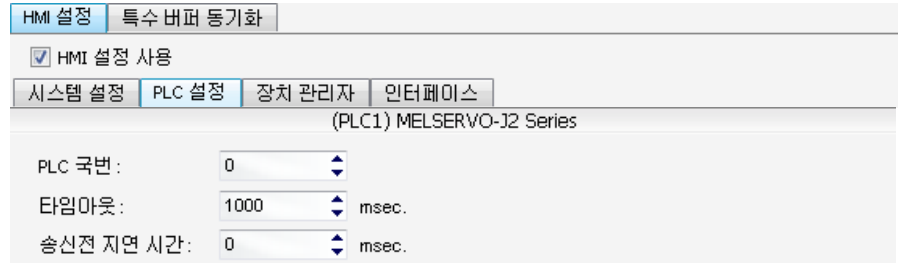 HMI 설정 특수 버퍼 동기화
HMI 설정 사용
시스템 설정 PLC 설정 장치 관리자 인터페이스
(PLC1) MELSERVO-J2 Series
PLC 국번 : 0
타임아웃 : 1000 msec.
송신전 지연 시간 : 0 msec.